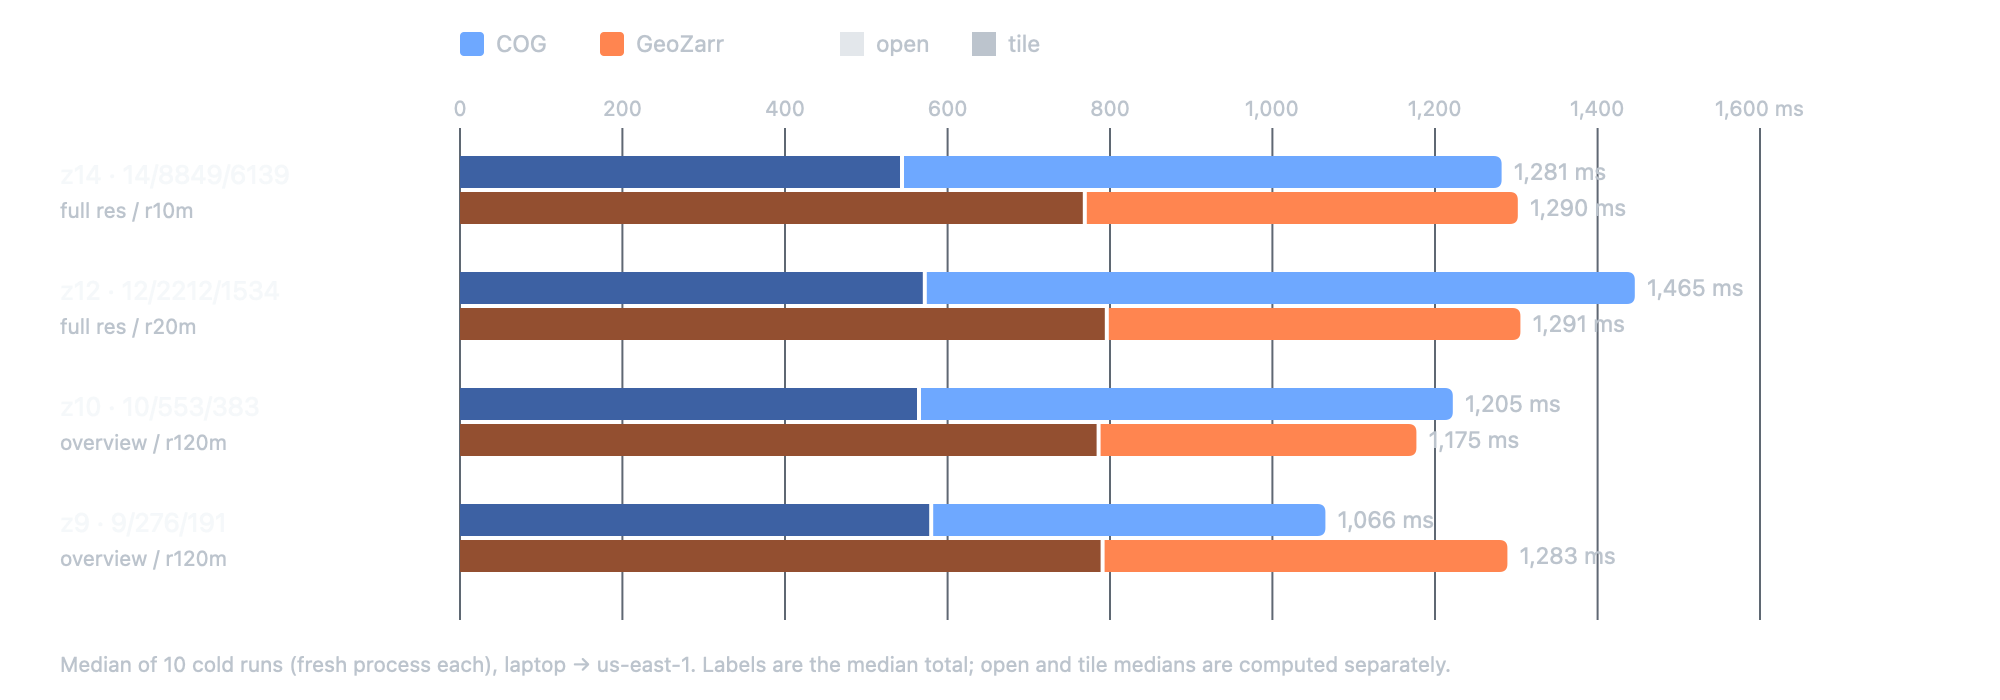 COG GeoZarr open tile
0 200 400 600 800 1,000 1,200 1,400 1,600 ms
z14 · 14/8849/6139
full res / r10m
1,281 ms
1,290 ms
z12 · 12/2212/1534
full res / r20m
1,465 ms
1,291 ms
z10 · 10/553/383
overview / r120m
1,205 ms
1,175 ms
z9 · 9/276/191
overview / r120m
1,066 ms
1,283 ms
Median of 10 cold runs (fresh process each), laptop → us-east-1. Labels are the median total; open and tile medians are computed separately.